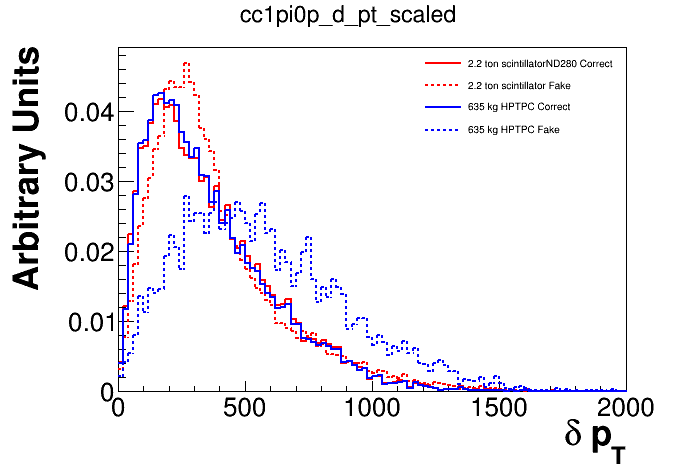 cc1pi0p_d_pt_scaled
Arbitrary Units
0.04
0.03
0.02
0.01
0
2.2 ton scintillatorND280 Correct
2.2 ton scintillator Fake
635 kg HPTPC Correct
635 kg HPTPC Fake
0 500 1000 1500 2000
δ p_T